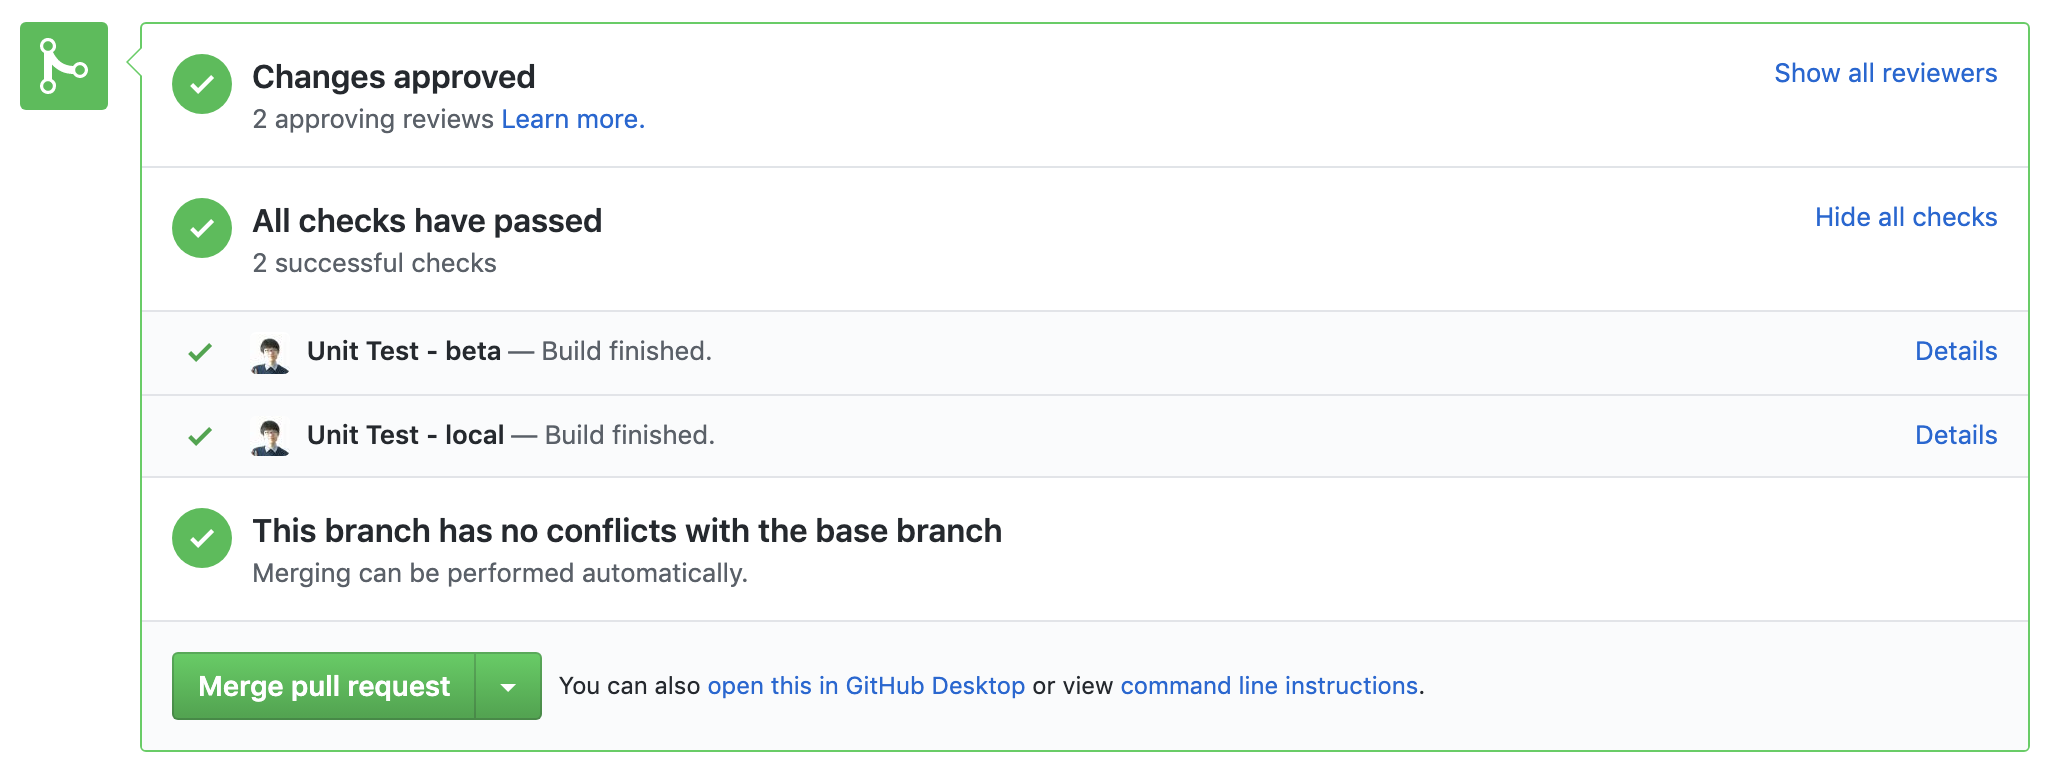 Changes approved
Show all reviewers
2 approving reviews Learn more.
All checks have passed
Hide all checks
2 successful checks
Unit Test - beta — Build finished.
Details
Unit Test - local — Build finished.
Details
This branch has no conflicts with the base branch
Merging can be performed automatically.
Merge pull request
You can also open this in GitHub Desktop or view command line instructions.